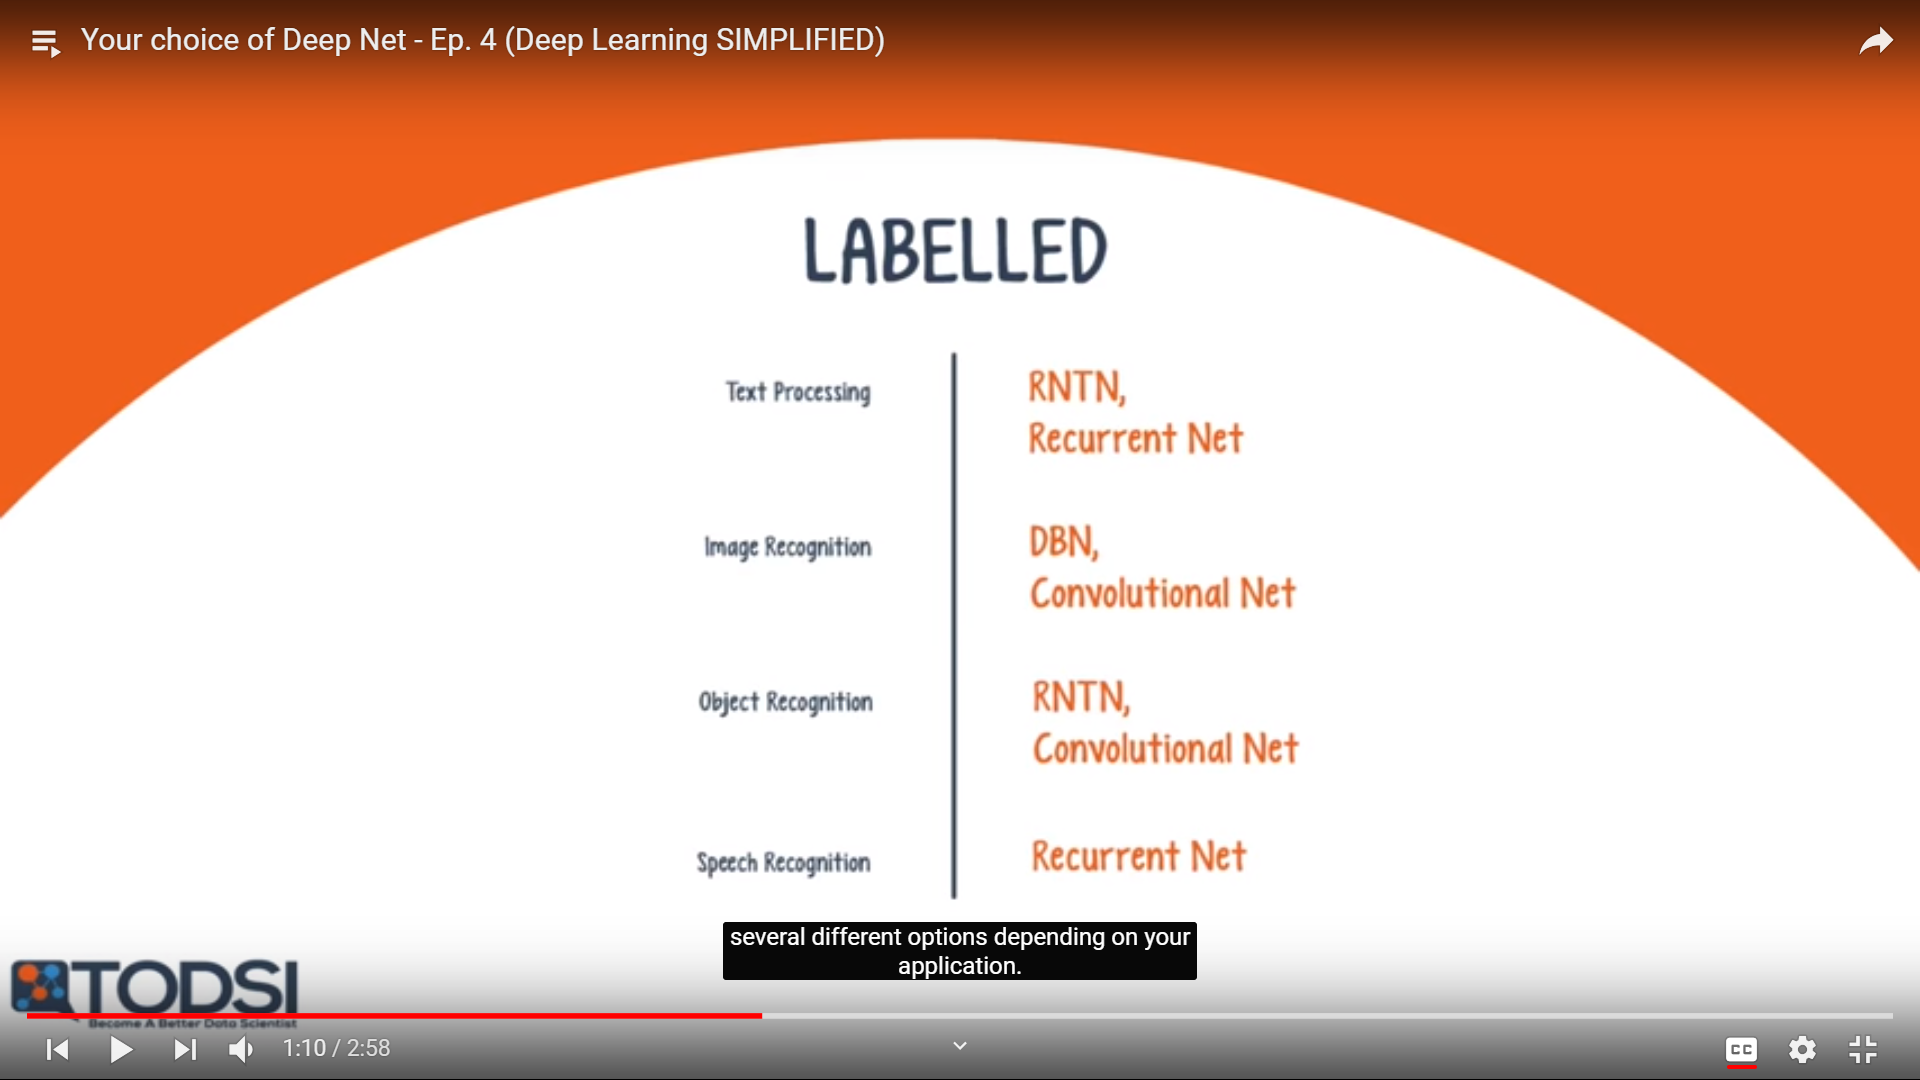 Your choice of Deep Net - Ep. 4 (Deep Learning SIMPLIFIED)
LABELLED
Text Processing
RNTN,
Recurrent Net
Image Recognition
DBN,
Convolutional Net
Object Recognition
RNTN,
Convolutional Net
Speech Recognition
Recurrent Net
several different options depending on your
application.
TODSI
Become A Better Data Scientist
1:10 / 2:58
CC